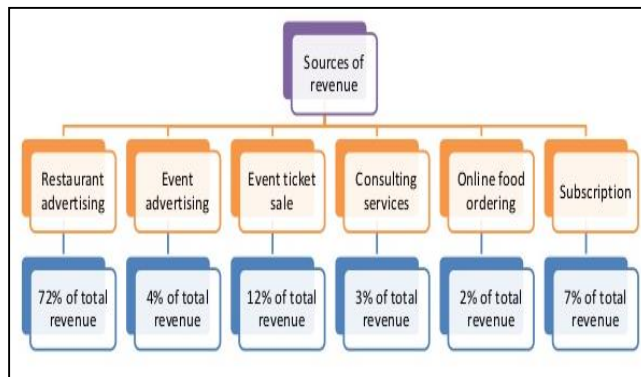 Sources of
revenue
Restaurant
advertising
Event
advertising
Event ticket
sale
Consulting
services
Online food
ordering
Subscription
72% of total
revenue
4% of total
revenue
12% of total
revenue
3% of total
revenue
2% of total
revenue
7% of total
revenue